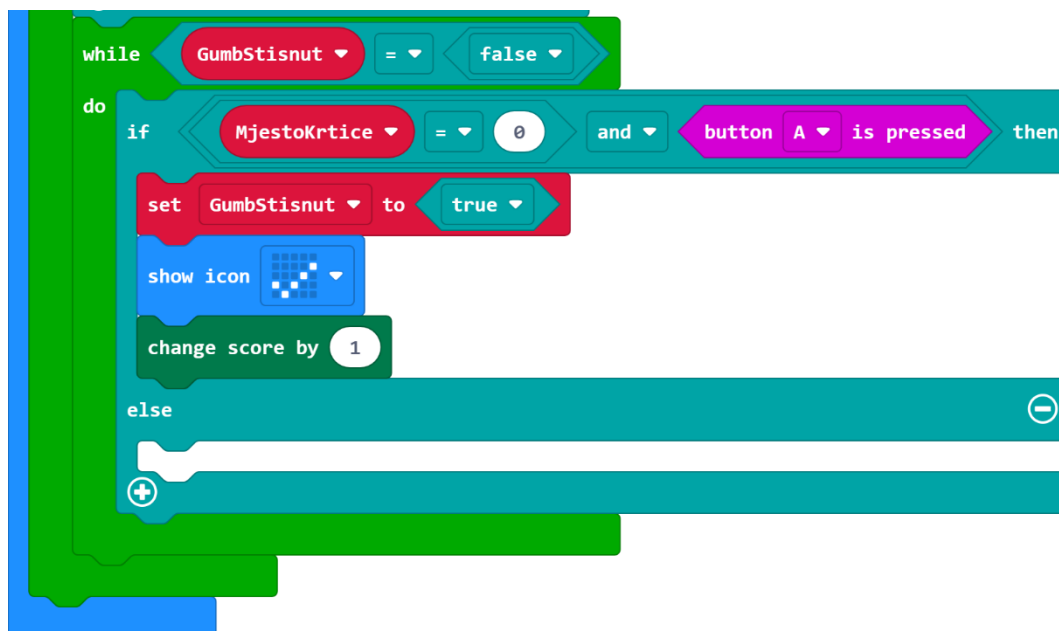 while GumbStisnut = false
do
if MjestoKrtice = 0 and button A is pressed then
set GumbStisnut to true
show icon
change score by 1
else